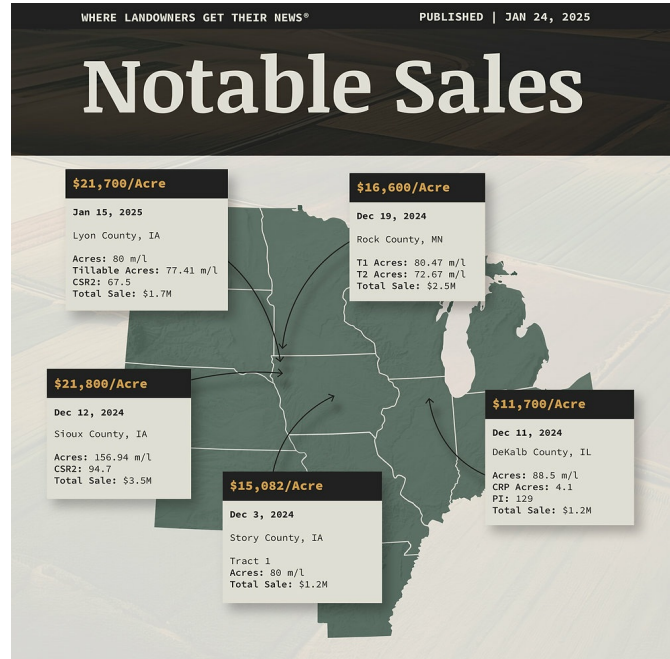 WHERE LANDOWNERS GET THEIR NEWS®
PUBLISHED | JAN 24, 2025
Notable Sales
$21,700/Acre
Jan 15, 2025
Lyon County, IA
Acres: 80 m/l
Tillable Acres: 77.41 m/l
CSR2: 67.5
Total Sale: $1.7M
$16,600/Acre
Dec 19, 2024
Rock County, MN
T1 Acres: 80.47 m/l
T2 Acres: 72.67 m/l
Total Sale: $2.5M
$21,800/Acre
Dec 12, 2024
Sioux County, IA
Acres: 156.94 m/l
CSR2: 94.7
Total Sale: $3.5M
$11,700/Acre
Dec 11, 2024
DeKalb County, IL
Acres: 88.5 m/l
CRP Acres: 4.1
PI: 129
Total Sale: $1.2M
$15,082/Acre
Dec 3, 2024
Story County, IA
Tract 1
Acres: 80 m/l
Total Sale: $1.2M